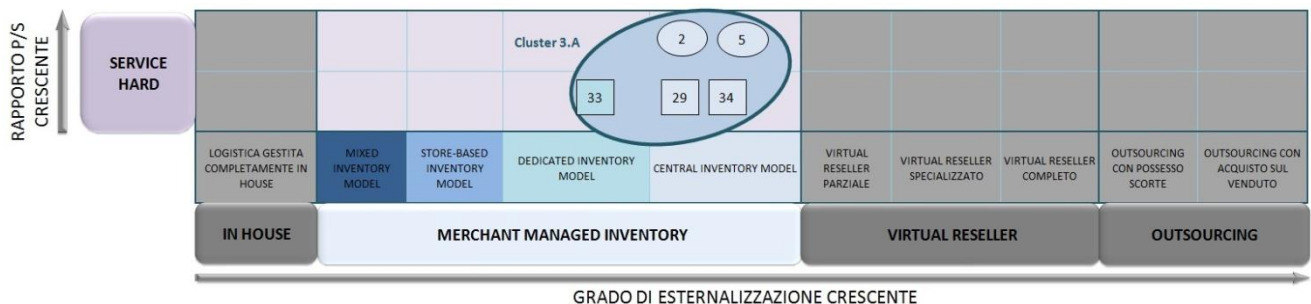 RAPPORTO P/S
CRESCENTE
SERVICE
HARD
Cluster 3.A
2
5
33
29
34
LOGISTICA GESTITA
COMPLETAMENTE IN
HOUSE
MIXED
INVENTORY
MODEL
STORE-BASED
INVENTORY
MODEL
DEDICATED INVENTORY
MODEL
CENTRAL INVENTORY MODEL
VIRTUAL
RESELLER
PARZIALE
VIRTUAL RESELLER
SPECIALIZZATO
VIRTUAL RESELLER
COMPLETO
OUTSOURCING
CON POSSESSO
SCORTE
OUTSOURCING CON
ACQUISTO SUL
VENDUTO
IN HOUSE
MERCHANT MANAGED INVENTORY
VIRTUAL RESELLER
OUTSOURCING
GRADO DI ESTERNALIZZAZIONE CRESCENTE